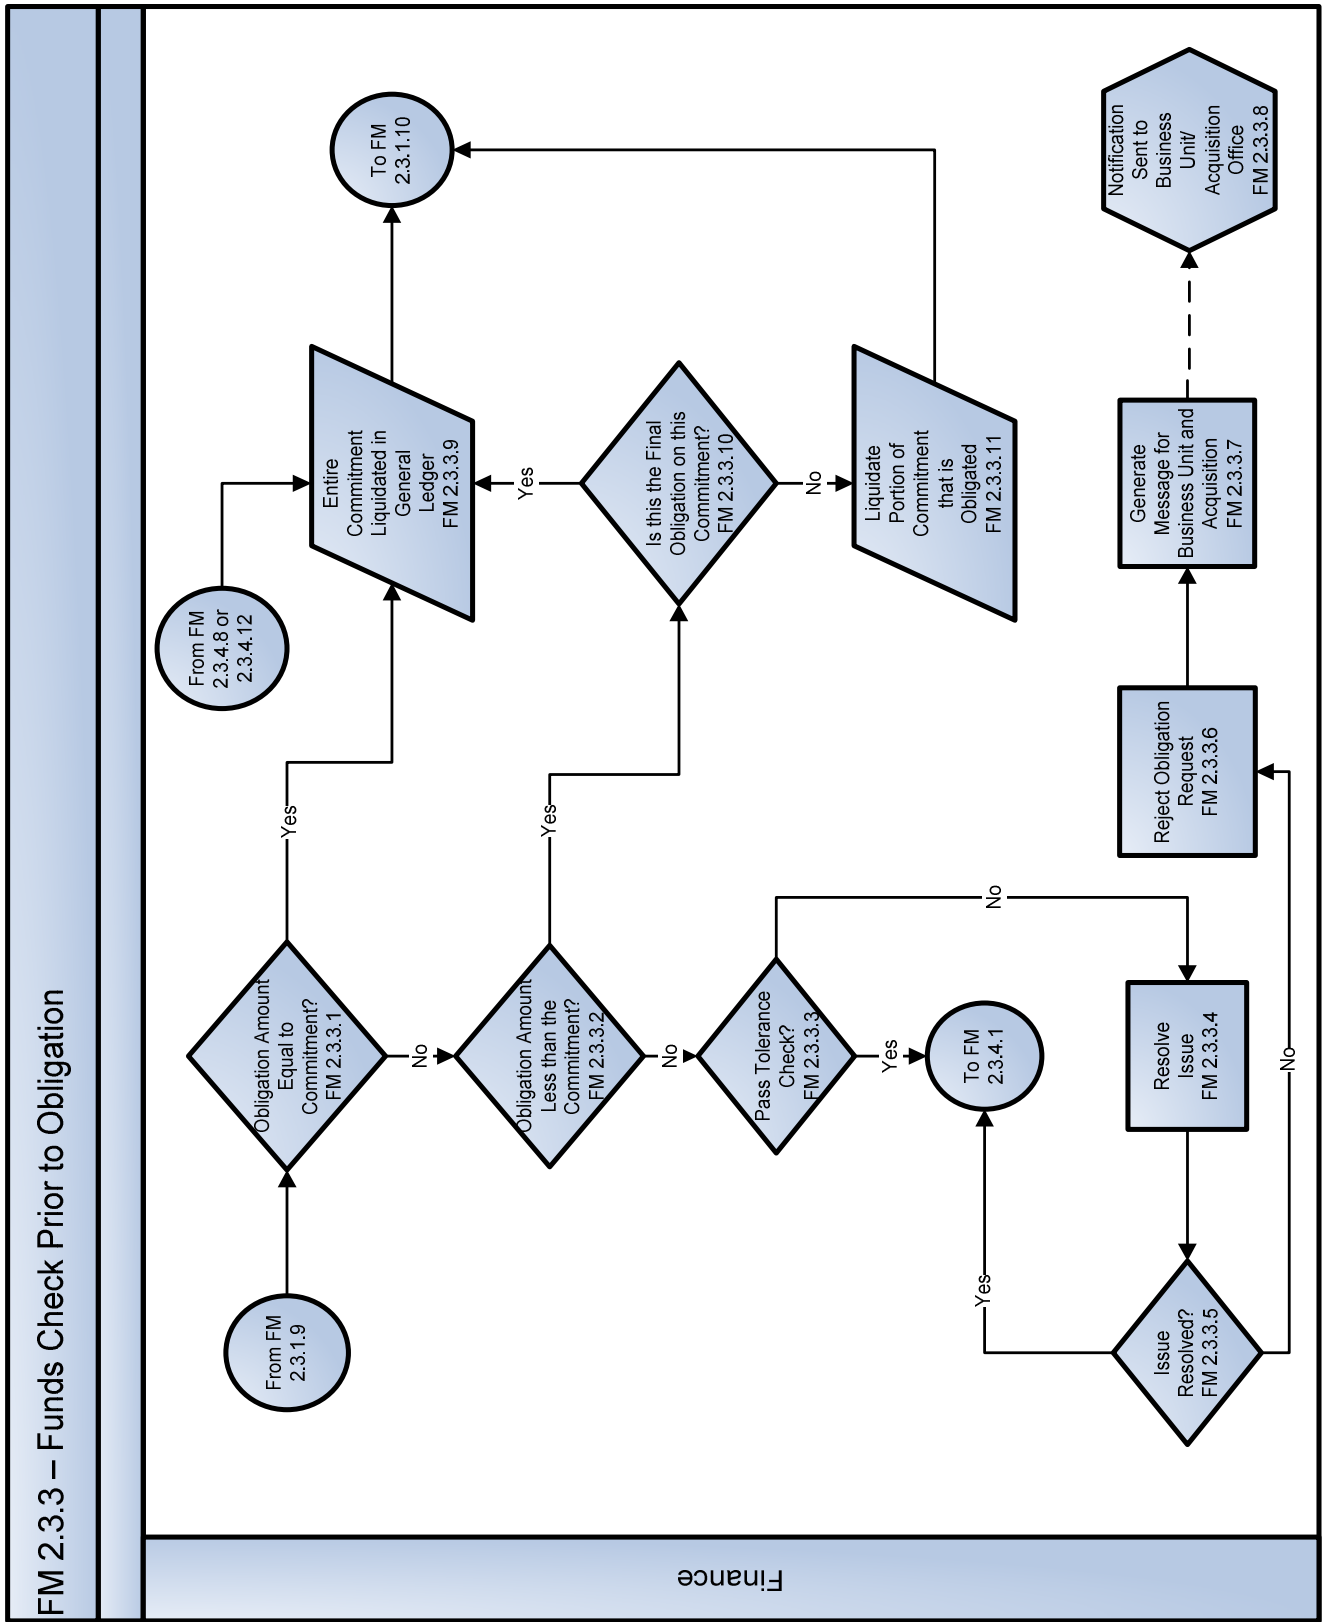 FM 2.3.3 – Funds Check Prior to Obligation
Finance
From FM
2.3.1.9
Obligation Amount
Equal to
Commitment?
FM 2.3.3.1
Yes
No
From FM
2.3.4.8 or
2.3.4.12
Entire
Commitment
Liquidated in
General
Ledger
FM 2.3.3.9
To FM
2.3.1.10
Obligation Amount
Less than the
Commitment?
FM 2.3.3.2
Yes
No
Is this the Final
Obligation on this
Commitment?
FM 2.3.3.10
Yes
No
Pass Tolerance
Check?
FM 2.3.3.3
Yes
No
Liquidate
Portion of
Commitment
that is
Obligated
FM 2.3.3.11
To FM
2.3.4.1
Yes
Issue
Resolved?
FM 2.3.3.5
No
Resolve
Issue
FM 2.3.3.4
Reject Obligation
Request
FM 2.3.3.6
Generate
Message for
Business Unit and
Acquisition
FM 2.3.3.7
Notification
Sent to
Business
Unit/
Acquisition
Office
FM 2.3.3.8